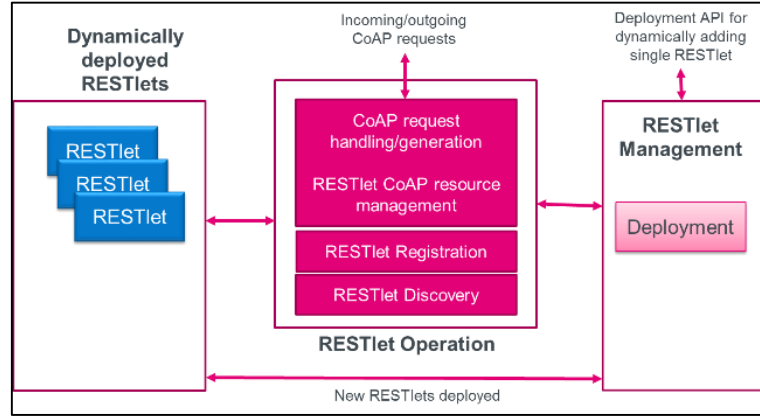 Dynamically
deployed
RESTlets
RESTlet
RESTlet
RESTlet
Incoming/outgoing
CoAP requests
CoAP request
handling/generation
RESTlet CoAP resource
management
RESTlet Registration
RESTlet Discovery
RESTlet Operation
Deployment API for
dynamically adding
single RESTlet
RESTlet
Management
Deployment
New RESTlets deployed